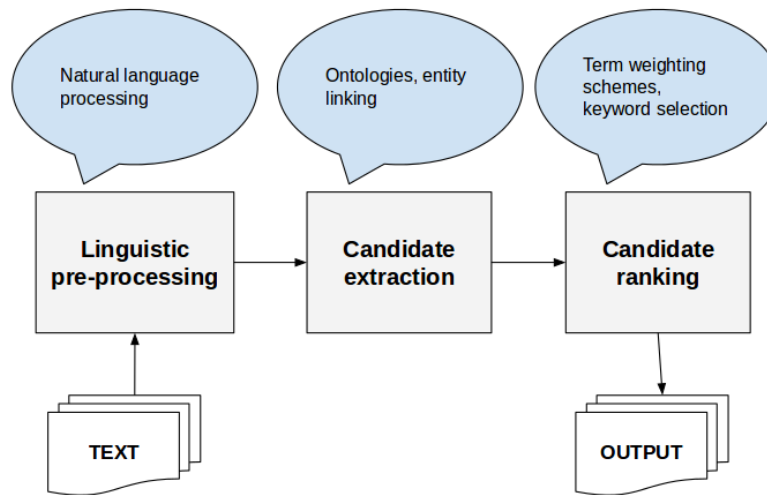 Natural language
processing
Ontologies, entity
linking
Term weighting
schemes,
keyword selection
Linguistic
pre-processing
Candidate
extraction
Candidate
ranking
TEXT
OUTPUT